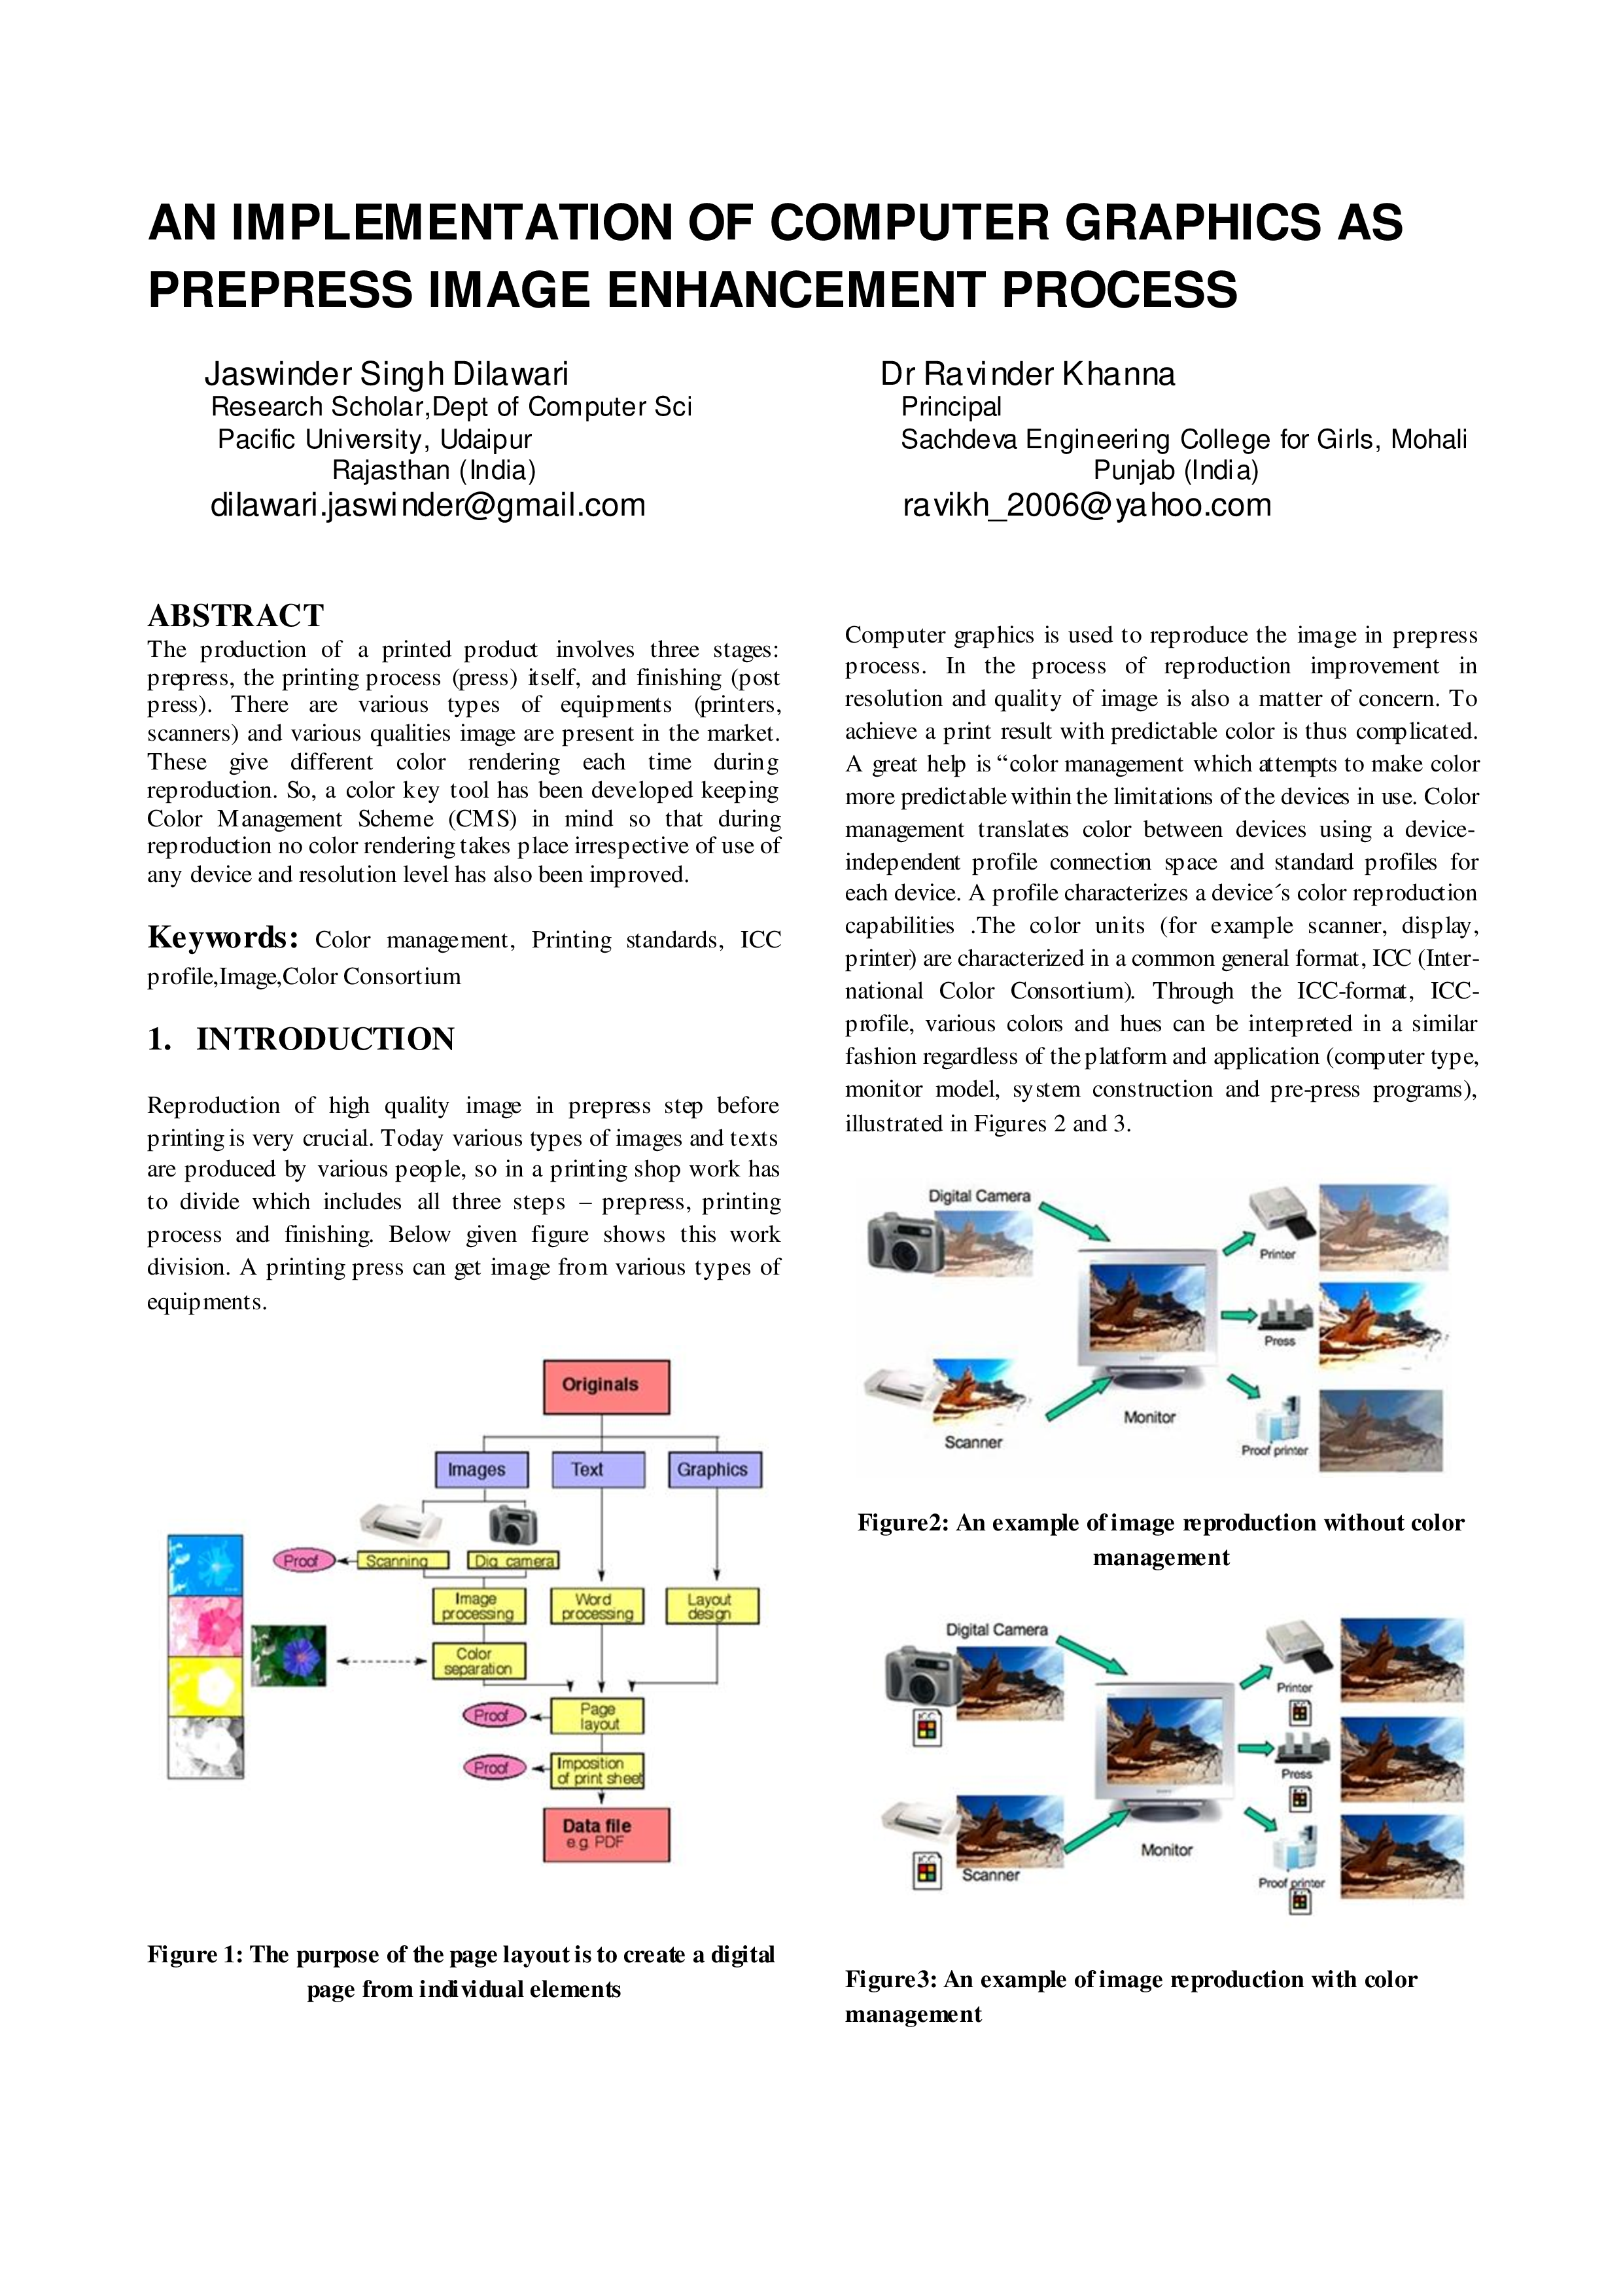 AN IMPLEMENTATION OF COMPUTER GRAPHICS AS
PREPRESS IMAGE ENHANCEMENT PROCESS
Jaswinder Singh Dilawari
Research Scholar,Dept of Computer Sci
Pacific University, Udaipur
Rajasthan (India)
dilawari.jaswinder@gmail.com
Dr Ravinder Khanna
Principal
Sachdeva Engineering College for Girls, Mohali
Punjab (India)
ravikh_2006@yahoo.com
ABSTRACT
The production of a printed product involves three stages:
prepress, the printing process (press) itself, and finishing (post
press). There are various types of equipments (printers,
scanners) and various qualities image are present in the market.
These give different color rendering each time during
reproduction. So, a color key tool has been developed keeping
Color Management Scheme (CMS) in mind so that during
reproduction no color rendering takes place irrespective of use of
any device and resolution level has also been improved.
Keywords: Color management, Printing standards, ICC
profile,Image,Color Consortium
1. INTRODUCTION
Reproduction of high quality image in prepress step before
printing is very crucial. Today various types of images and texts
are produced by various people, so in a printing shop work has
to divide which includes all three steps – prepress, printing
process and finishing. Below given figure shows this work
division. A printing press can get image from various types of
equipments.
Originals
Images Text Graphics
Proof Scanning Dig camera
Image
processing
Word
processing
Layout
design
Color
separation
Proof Page
layout
Proof Imposition
of print sheet
Data file
e.g. PDF
Figure 1: The purpose of the page layout is to create a digital
page from individual elements
Computer graphics is used to reproduce the image in prepress
process. In the process of reproduction improvement in
resolution and quality of image is also a matter of concern. To
achieve a print result with predictable color is thus complicated.
A great help is “color management which attempts to make color
more predictable within the limitations of the devices in use. Color
management translates color between devices using a device-
independent profile connection space and standard profiles for
each device. A profile characterizes a device´s color reproduction
capabilities .The color units (for example scanner, display,
printer) are characterized in a common general format, ICC (Inter-
national Color Consortium). Through the ICC-format, ICC-
profile, various colors and hues can be interpreted in a similar
fashion regardless of the platform and application (computer type,
monitor model, system construction and pre-press programs),
illustrated in Figures 2 and 3.
Digital Camera
Printer
Press
Monitor
Scanner
Proof printer
Figure2: An example of image reproduction without color
management
Digital Camera
Printer
ICC
Press
Monitor
Scanner
ICC
Proof printer
Figure3: An example of image reproduction with color
management